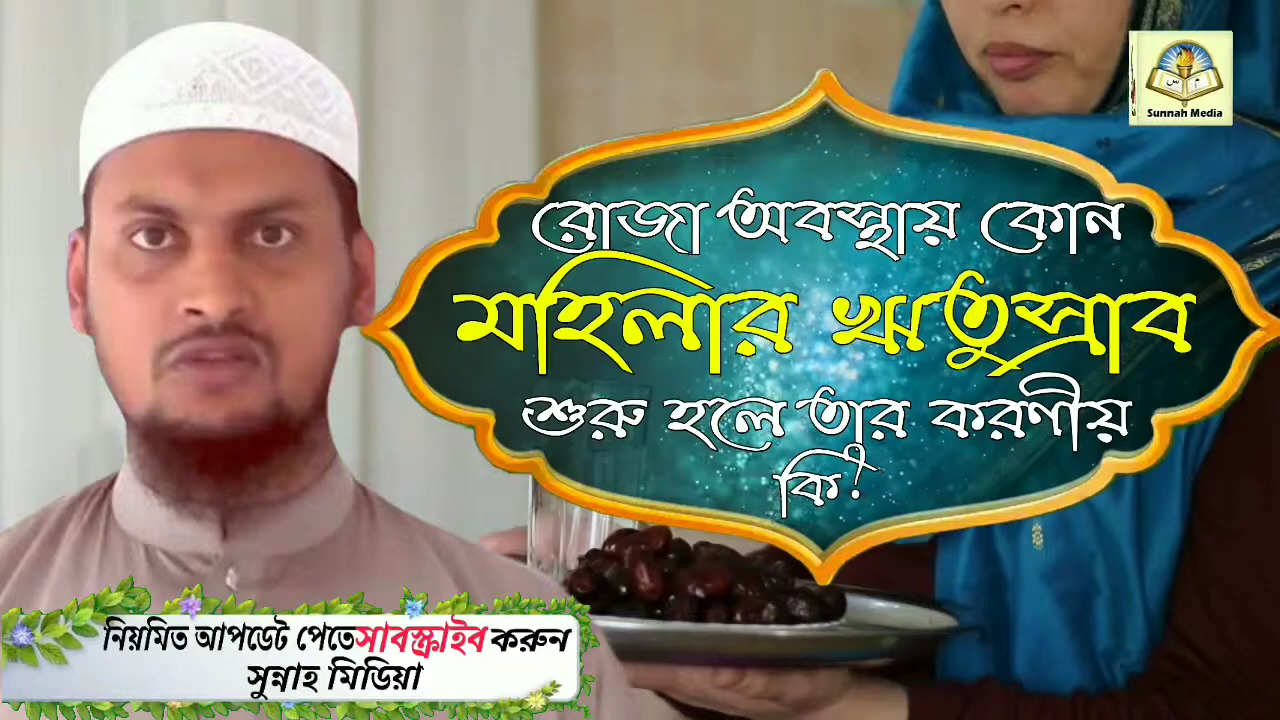 Sunnah Media
রোজা অবস্থায় কোন
মহিলার ঋতুস্রাব
শুরু হলে তার করণীয়
কি!
নিয়মিত আপডেট পেতে সাবস্ক্রাইব করুন
সুন্নাহ মিডিয়া